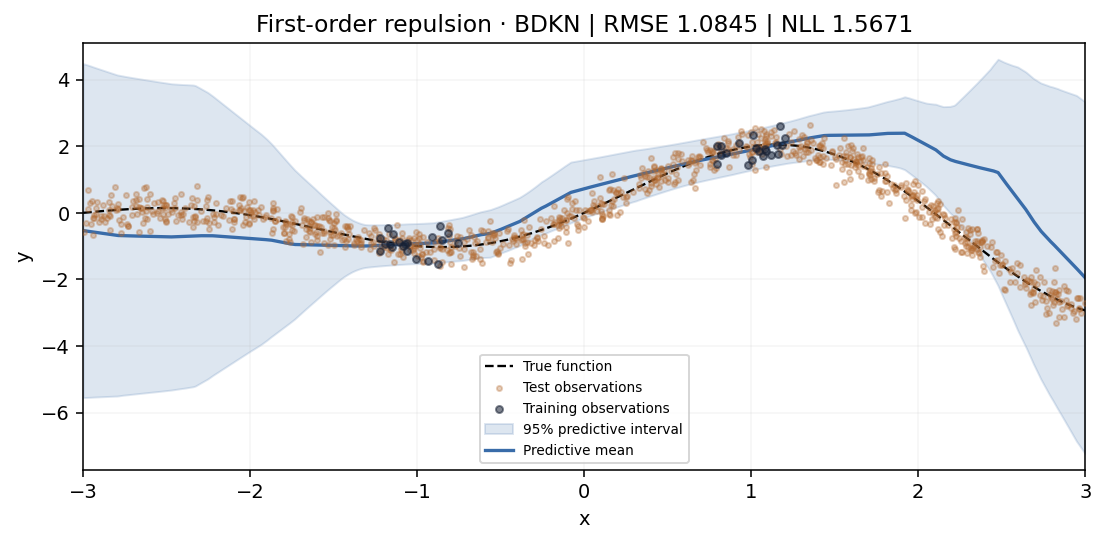 First-order repulsion · BDKN | RMSE 1.0845 | NLL 1.5671
4
2
0
−2
−4
−6
y
True function
Test observations
Training observations
95% predictive interval
Predictive mean
−3
−2
−1
0
1
2
3
x